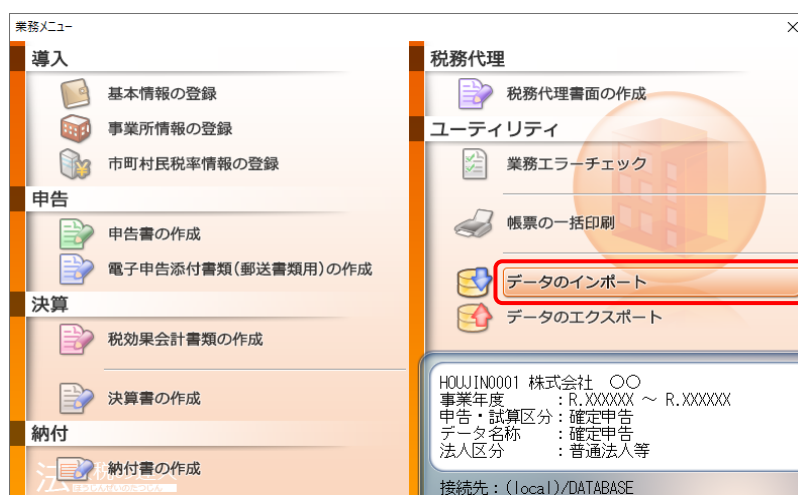 業務メニュー
導入
基本情報の登録
事業所情報の登録
市町村民税率情報の登録
申告
申告書の作成
電子申告添付書類(郵送書類用)の作成
決算
税効果会計書類の作成
決算書の作成
納付
納付書の作成
税務代理
税務代理書面の作成
ユーティリティ
業務エラーチェック
帳票の一括印刷
データのインポート
データのエクスポート
HOUJIN0001 株式会社 ○○
事業年度 :R.XXXXXX ～ R.XXXXXX
申告・試算区分:確定申告
データ名称 :確定申告
法人区分 :普通法人等
接続先:(local)/DATABASE